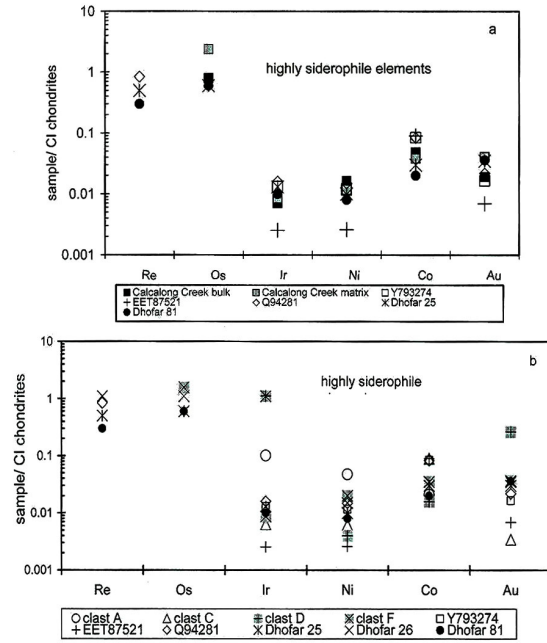 a
10
1
0.1
0.01
0.001
sample/ CI chondrites
highly siderophile elements
Re Os Ir Ni Co Au
Calcalong Creek bulk Calcalong Creek matrix Y793274
EET87521 Q94281 Dhofar 25
Dhofar 81
b
10
1
0.1
0.01
0.001
sample/ CI chondrites
highly siderophile
Re Os Ir Ni Co Au
clast A clast C clast D clast F Y793274
EET87521 Q94281 Dhofar 25 Dhofar 26 Dhofar 81